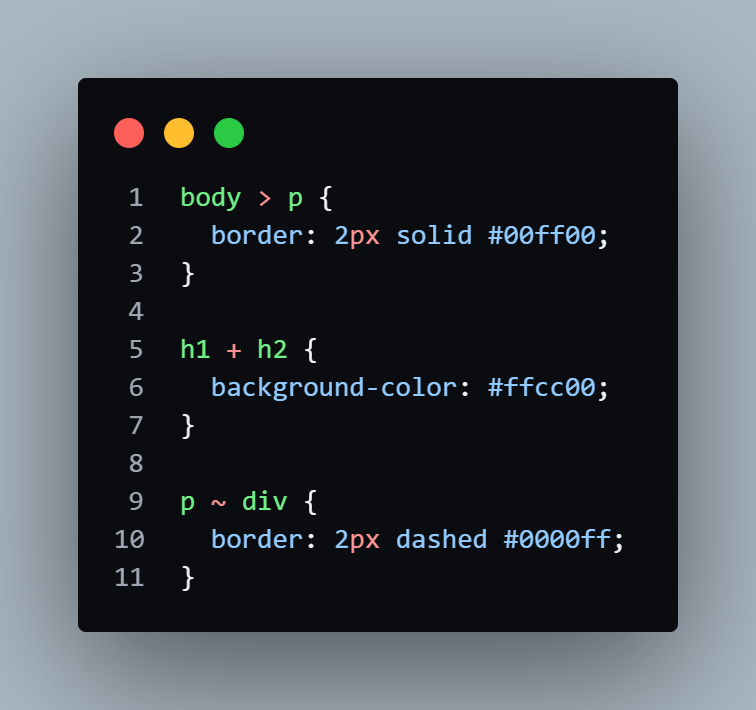 1 body > p {
2   border: 2px solid #00ff00;
3 }
4
5 h1 + h2 {
6   background-color: #ffcc00;
7 }
8
9 p ~ div {
10   border: 2px dashed #0000ff;
11 }